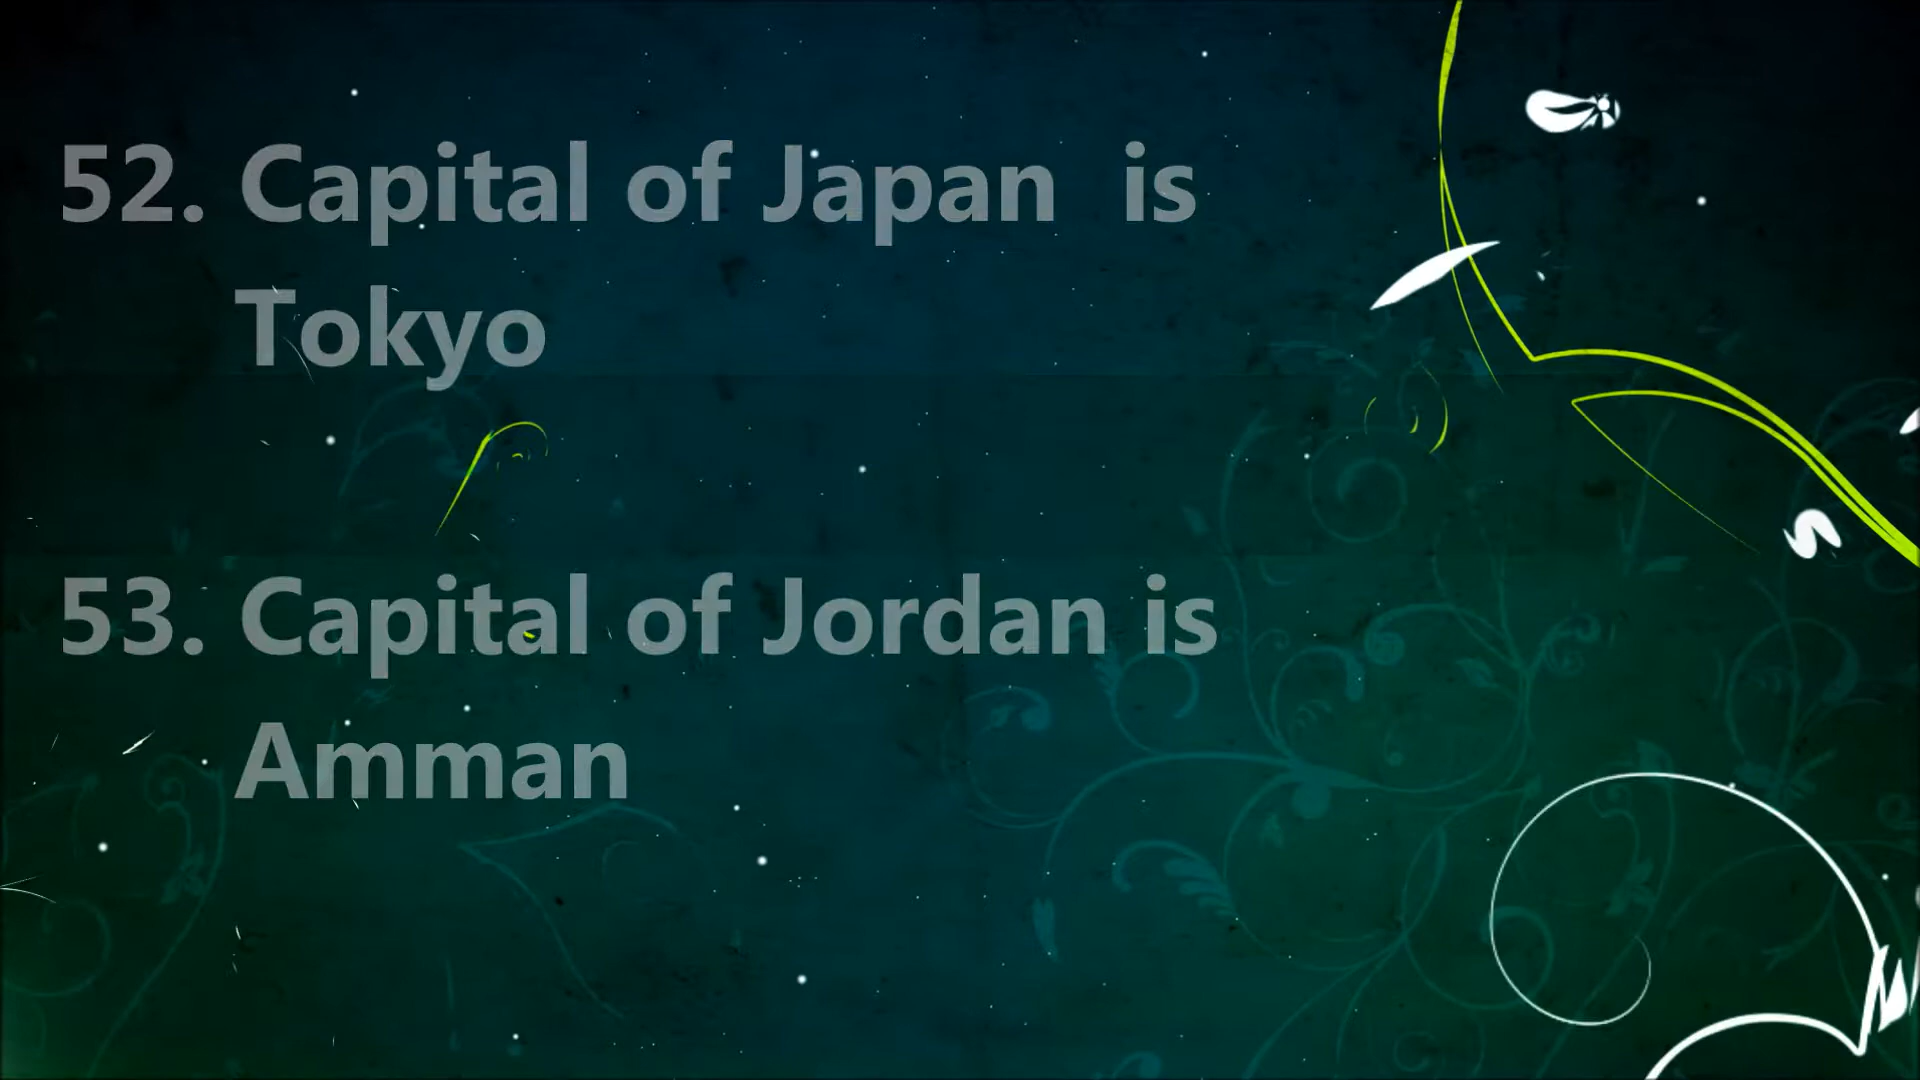 52. Capital of Japan is
Tokyo
53. Capital of Jordan is
Amman